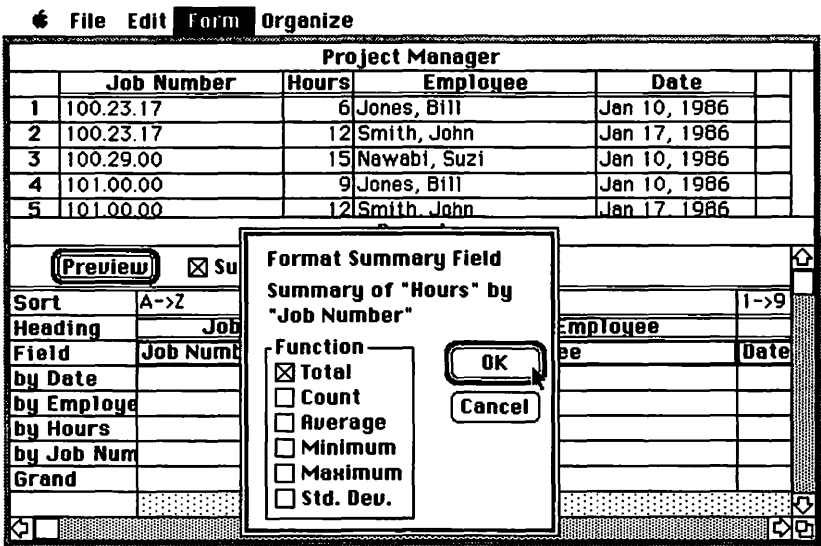 File Edit Form Organize
Project Manager
Job Number Hours Employee Date
1 100.23.17 6 Jones, Bill Jan 10, 1986
2 100.23.17 12 Smith, John Jan 17, 1986
3 100.29.00 15 Nawabi, Suzi Jan 10, 1986
4 101.00.00 9 Jones, Bill Jan 10, 1986
5 101.00.00 12 Smith, John Jan 17, 1986
Preview Su
Format Summary Field
Summary of "Hours" by
"Job Number"
Function
Total
Count
Average
Minimum
Maximum
Std. Dev.
OK
Cancel
Sort A->Z 1->9
Heading Job Employee
Field Job Numb ee Date
by Date
by Employe
by Hours
by Job Num
Grand